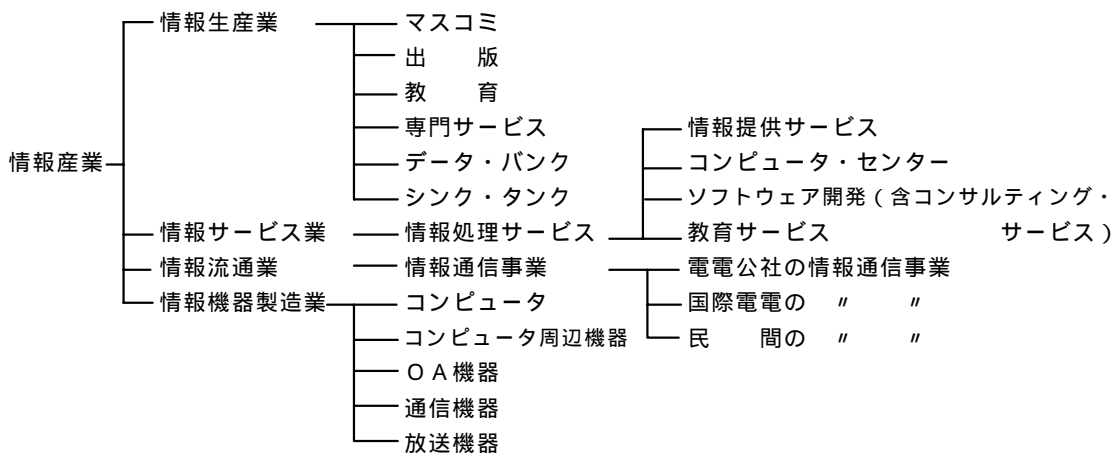 情報生産業 マスコミ
出　　版
教　　育
専門サービス 情報提供サービス
情報産業 データ・バンク コンピュータ・センター
シンク・タンク ソフトウェア開発（含コンサルティング・
情報サービス業 情報処理サービス 教育サービス サービス）
情報流通業 情報通信事業 電電公社の情報通信事業
情報機器製造業 コンピュータ 国際電電の 〃 〃
コンピュータ周辺機器 民　　間の 〃 〃
ＯＡ機器
通信機器
放送機器